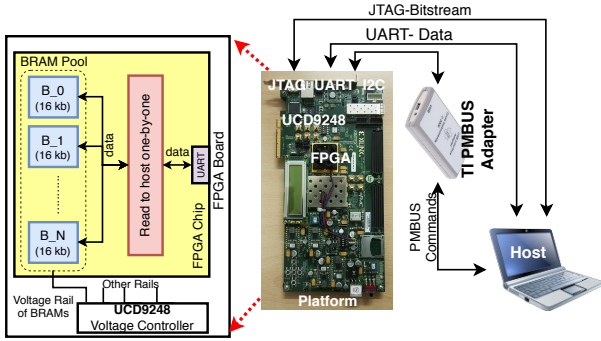 JTAG-Bitstream
UART- Data
BRAM Pool
B_0
(16 kb)
B_1
(16 kb)
B_N
(16 kb)
data
Read to host one-by-one
data
UART
FPGA Chip
FPGA Board
Other Rails
Voltage Rail
of BRAMs
UCD9248
Voltage Controller
JTAG UART I2C
UCD9248
FPGA
Platform
TI PMBUS
Adapter
PMBUS
Commands
Host